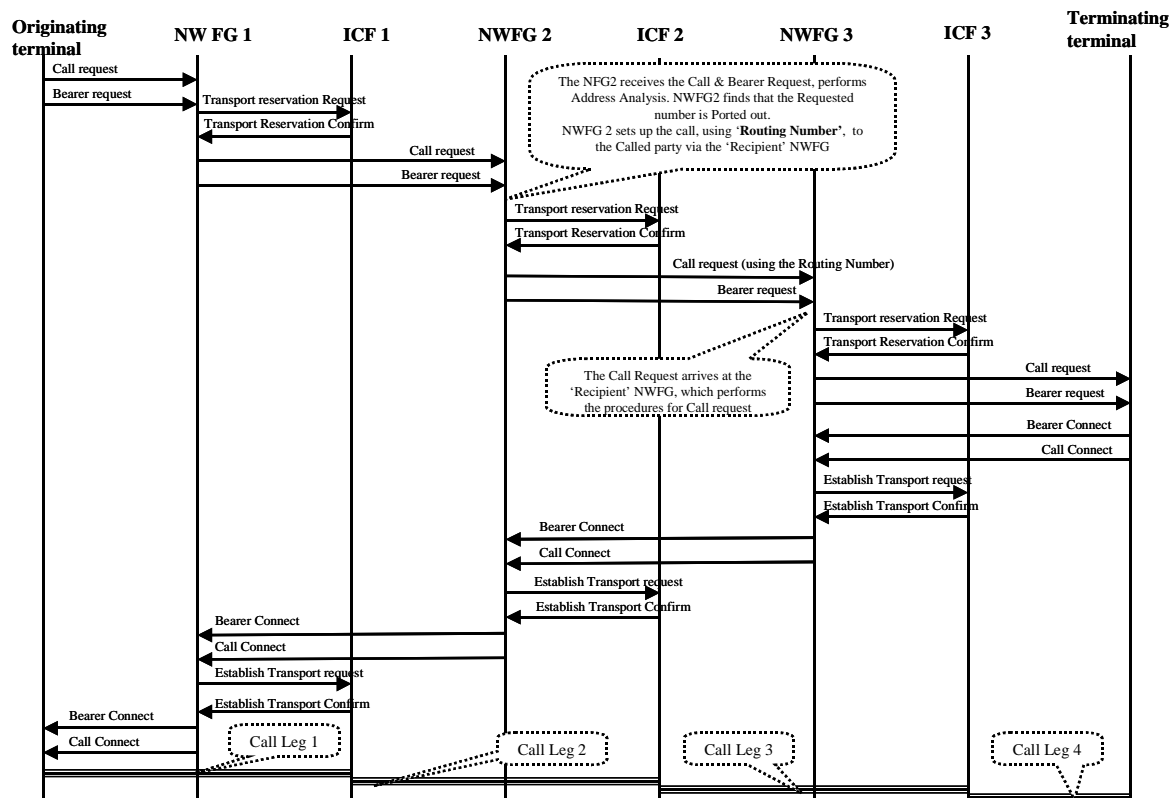 Originating
terminal
NW FG 1
ICF 1
NWFG 2
ICF 2
NWFG 3
ICF 3
Terminating
terminal
Call request
Bearer request
Transport reservation Request
Transport Reservation Confirm
Call request
Bearer request
The NFG2 receives the Call & Bearer Request, performs
Address Analysis. NWFG2 finds that the Requested
number is Ported out.
NWFG 2 sets up the call, using ‘Routing Number’, to
the Called party via the ‘Recipient’ NWFG
Transport reservation Request
Transport Reservation Confirm
Call request (using the Routing Number)
Bearer request
Transport reservation Request
Transport Reservation Confirm
The Call Request arrives at the
‘Recipient’ NWFG, which performs
the procedures for Call request
Call request
Bearer request
Bearer Connect
Call Connect
Establish Transport request
Establish Transport Confirm
Bearer Connect
Call Connect
Establish Transport request
Establish Transport Confirm
Bearer Connect
Call Connect
Establish Transport request
Establish Transport Confirm
Bearer Connect
Call Connect
Call Leg 1
Call Leg 2
Call Leg 3
Call Leg 4